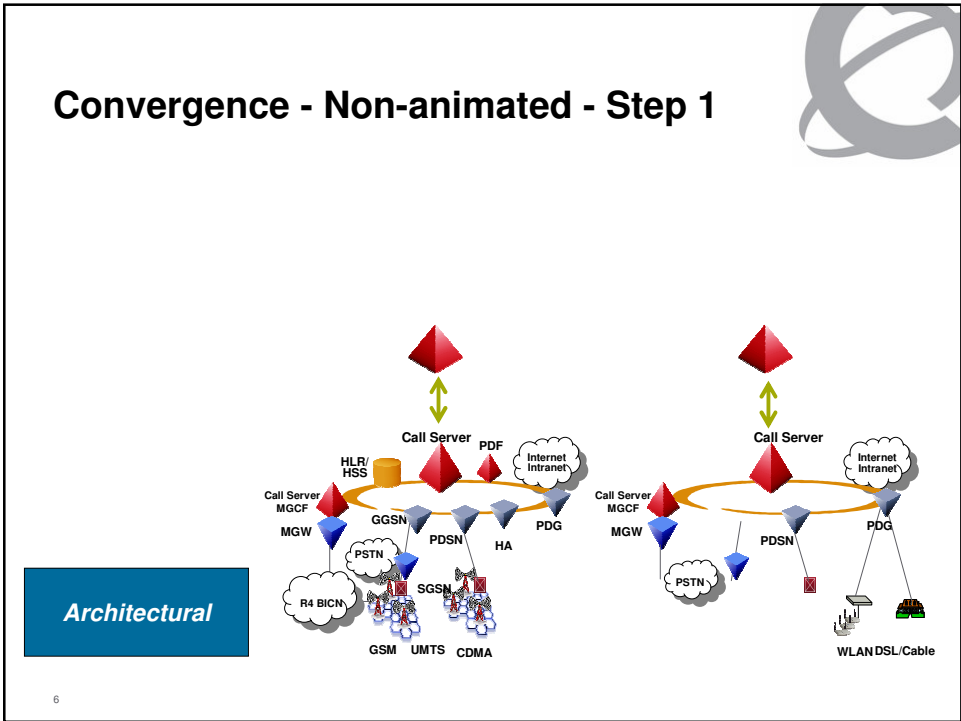 Convergence - Non-animated - Step 1
Call Server
PDF
Internet
Intranet
HLR/
HSS
Call Server
MGCF
MGW
GGSN
PDSN
HA
PDG
PSTN
SGSN
R4 BICN
GSM
UMTS
CDMA
Call Server
Internet
Intranet
Call Server
MGCF
MGW
PDSN
PDG
PSTN
WLAN
DSL/Cable
Architectural
6